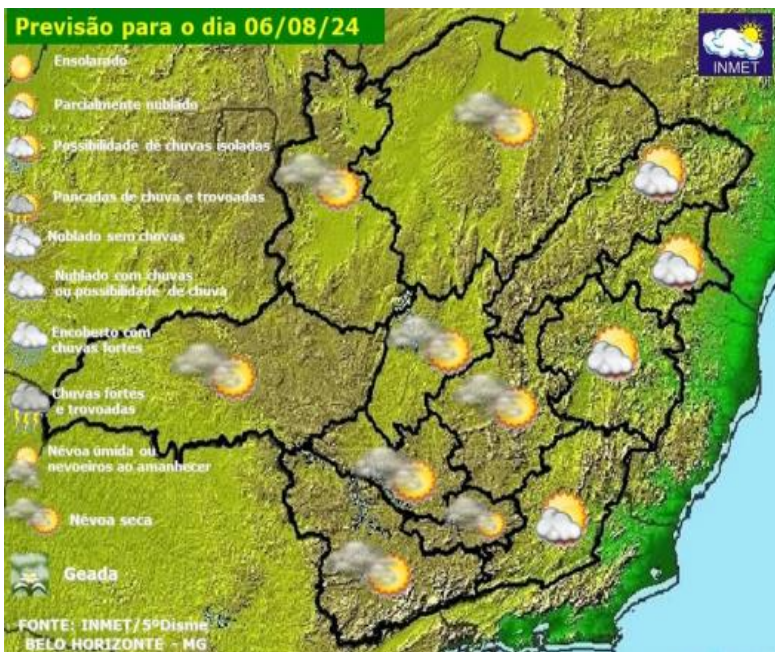 Previsão para o dia 06/08/24
INMET
Ensolarado
Parcialmente nublado
Possibilidade de chuvas isoladas
Pancadas de chuva e trovoadas
Nublado sem chuvas
Nublado com chuvas
ou possibilidade de chuva
Encoberto com
chuvas fortes
Chuvas fortes
e trovoadas
Névoa úmida ou
nevoeiros ao amanhecer
Névoa seca
Geada
FONTE: INMET/5ºDisme
BELO HORIZONTE - MG